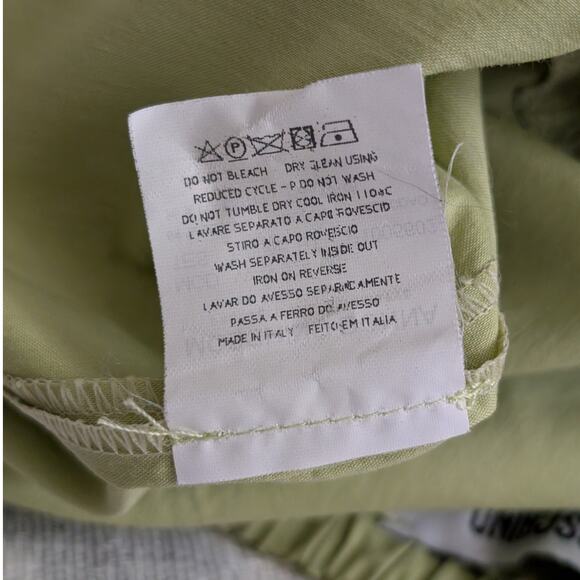 P
DO NOT BLEACH DRY CLEAN USING
REDUCED CYCLE - P DO NOT WASH
DO NOT TUMBLE DRY COOL IRON 110°C
LAVARE SEPARATO A CAPO ROVESCIO
STIRO A CAPO ROVESCIO
WASH SEPARATELY INSIDE OUT
IRON ON REVERSE
LAVAR DO AVESSO SEPARADAMENTE
PASSA A FERRO DO AVESSO
MADE IN ITALY FEITO EM ITALIA